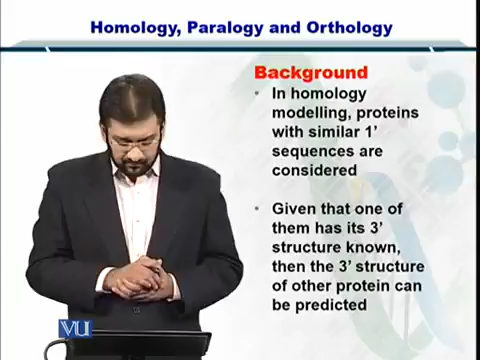 Homology, Paralogy and Orthology
Background
• In homology
modelling, proteins
with similar 1’
sequences are
considered
• Given that one of
them has its 3’
structure known,
then the 3’ structure
of other protein can
be predicted
VU